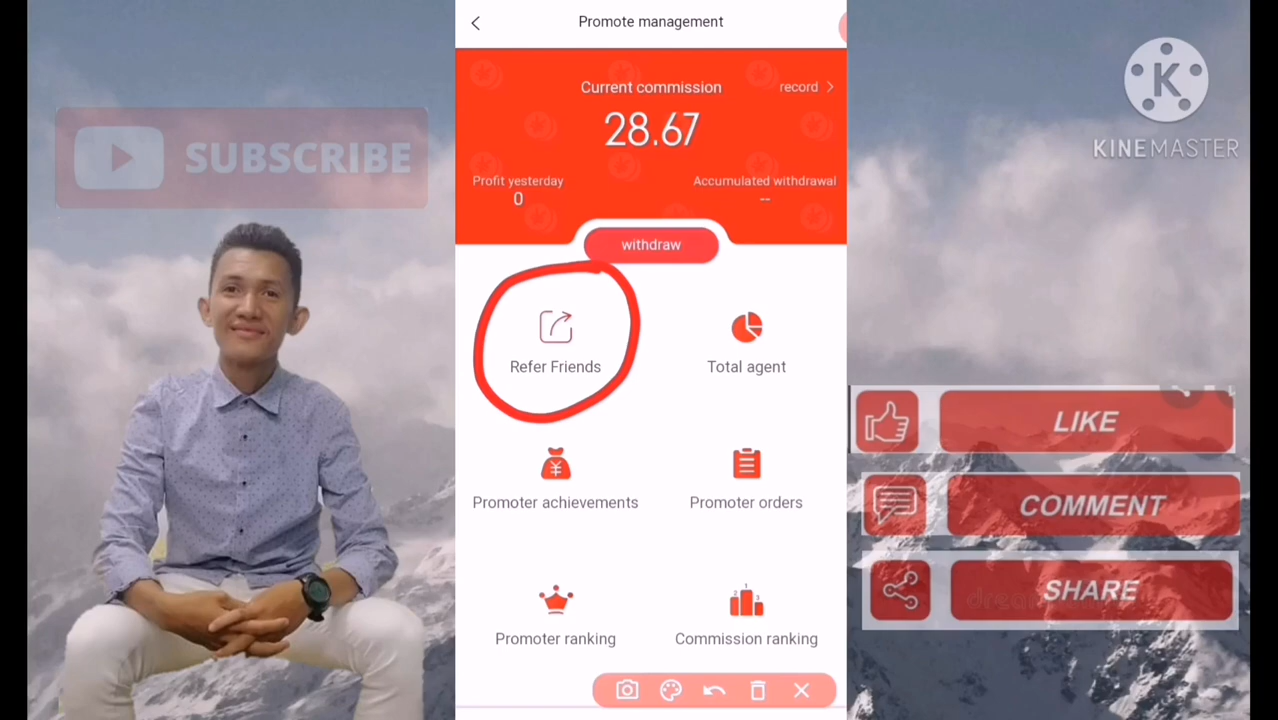 Promote management
Current commission
record
28.67
Profit yesterday
0
Accumulated withdrawal
--
withdraw
Refer Friends
Total agent
Promoter achievements
Promoter orders
Promoter ranking
Commission ranking
SUBSCRIBE
K
KINEMASTER
LIKE
COMMENT
SHARE